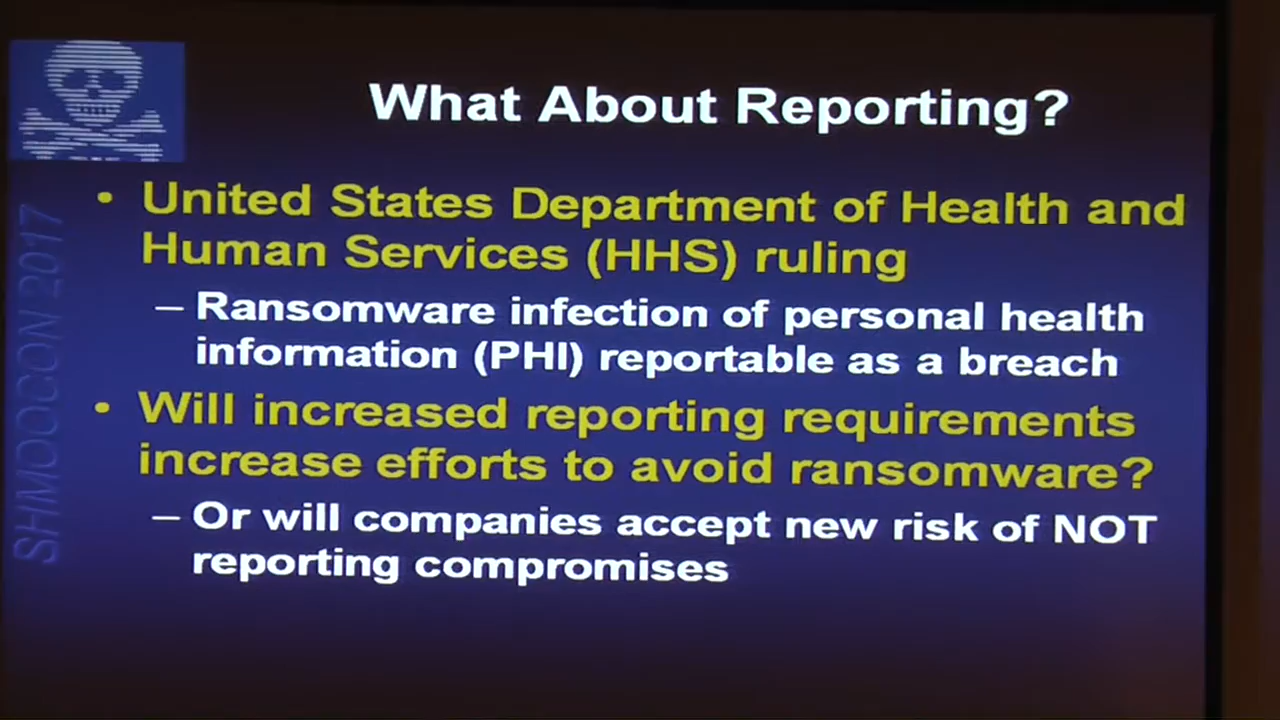 What About Reporting?
• United States Department of Health and
Human Services (HHS) ruling
– Ransomware infection of personal health
information (PHI) reportable as a breach
• Will increased reporting requirements
increase efforts to avoid ransomware?
– Or will companies accept new risk of NOT
reporting compromises
SHMOOCON 2017